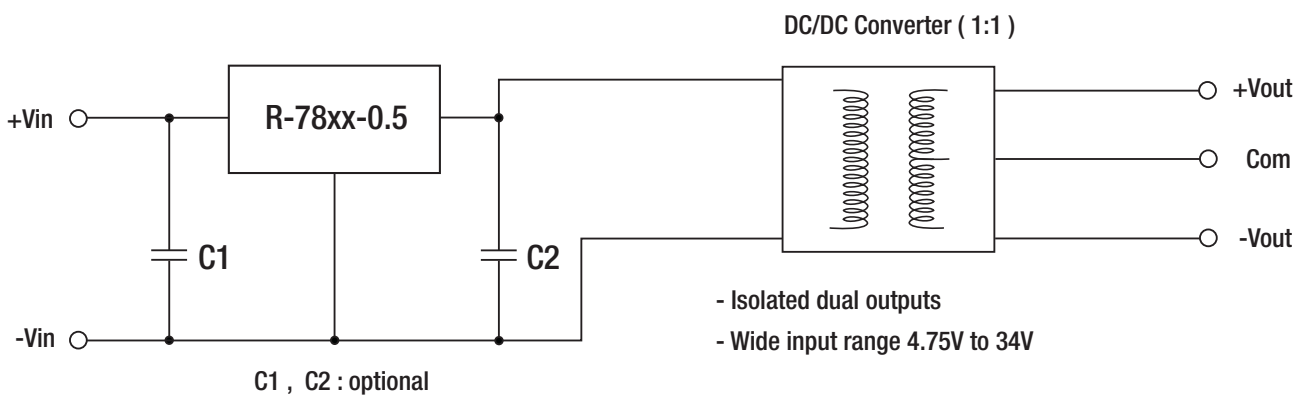 DC/DC Converter ( 1:1 )
+Vin
R-78xx-0.5
+Vout
Com
-Vout
C1
C2
- Isolated dual outputs
- Wide input range 4.75V to 34V
-Vin
C1 , C2 : optional